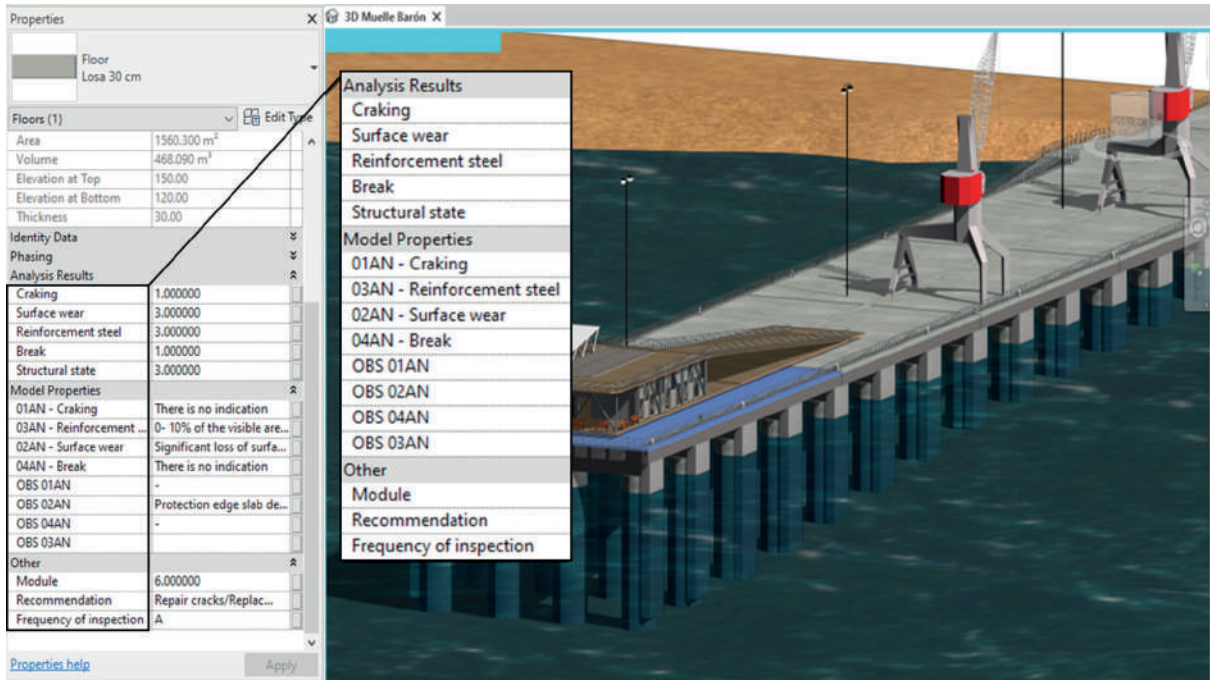 Properties X
3D Muelle Barón X
Floor
Losa 30 cm
Floors (1) Edit Type
Area 1560.300 m²
Volume 468.090 m³
Elevation at Top 150.00
Elevation at Bottom 120.00
Thickness 30.00
Identity Data
Phasing
Analysis Results
Craking 1.000000
Surface wear 3.000000
Reinforcement steel 3.000000
Break 1.000000
Structural state 3.000000
Model Properties
01AN - Craking There is no indication
03AN - Reinforcement ... 0- 10% of the visible are...
02AN - Surface wear Significant loss of surfa...
04AN - Break There is no indication
OBS 01AN -
OBS 02AN Protection edge slab de...
OBS 04AN -
OBS 03AN
Other
Module 6.000000
Recommendation Repair cracks/Replac...
Frequency of inspection A
Properties help Apply
Analysis Results
Craking
Surface wear
Reinforcement steel
Break
Structural state
Model Properties
01AN - Craking
03AN - Reinforcement steel
02AN - Surface wear
04AN - Break
OBS 01AN
OBS 02AN
OBS 04AN
OBS 03AN
Other
Module
Recommendation
Frequency of inspection